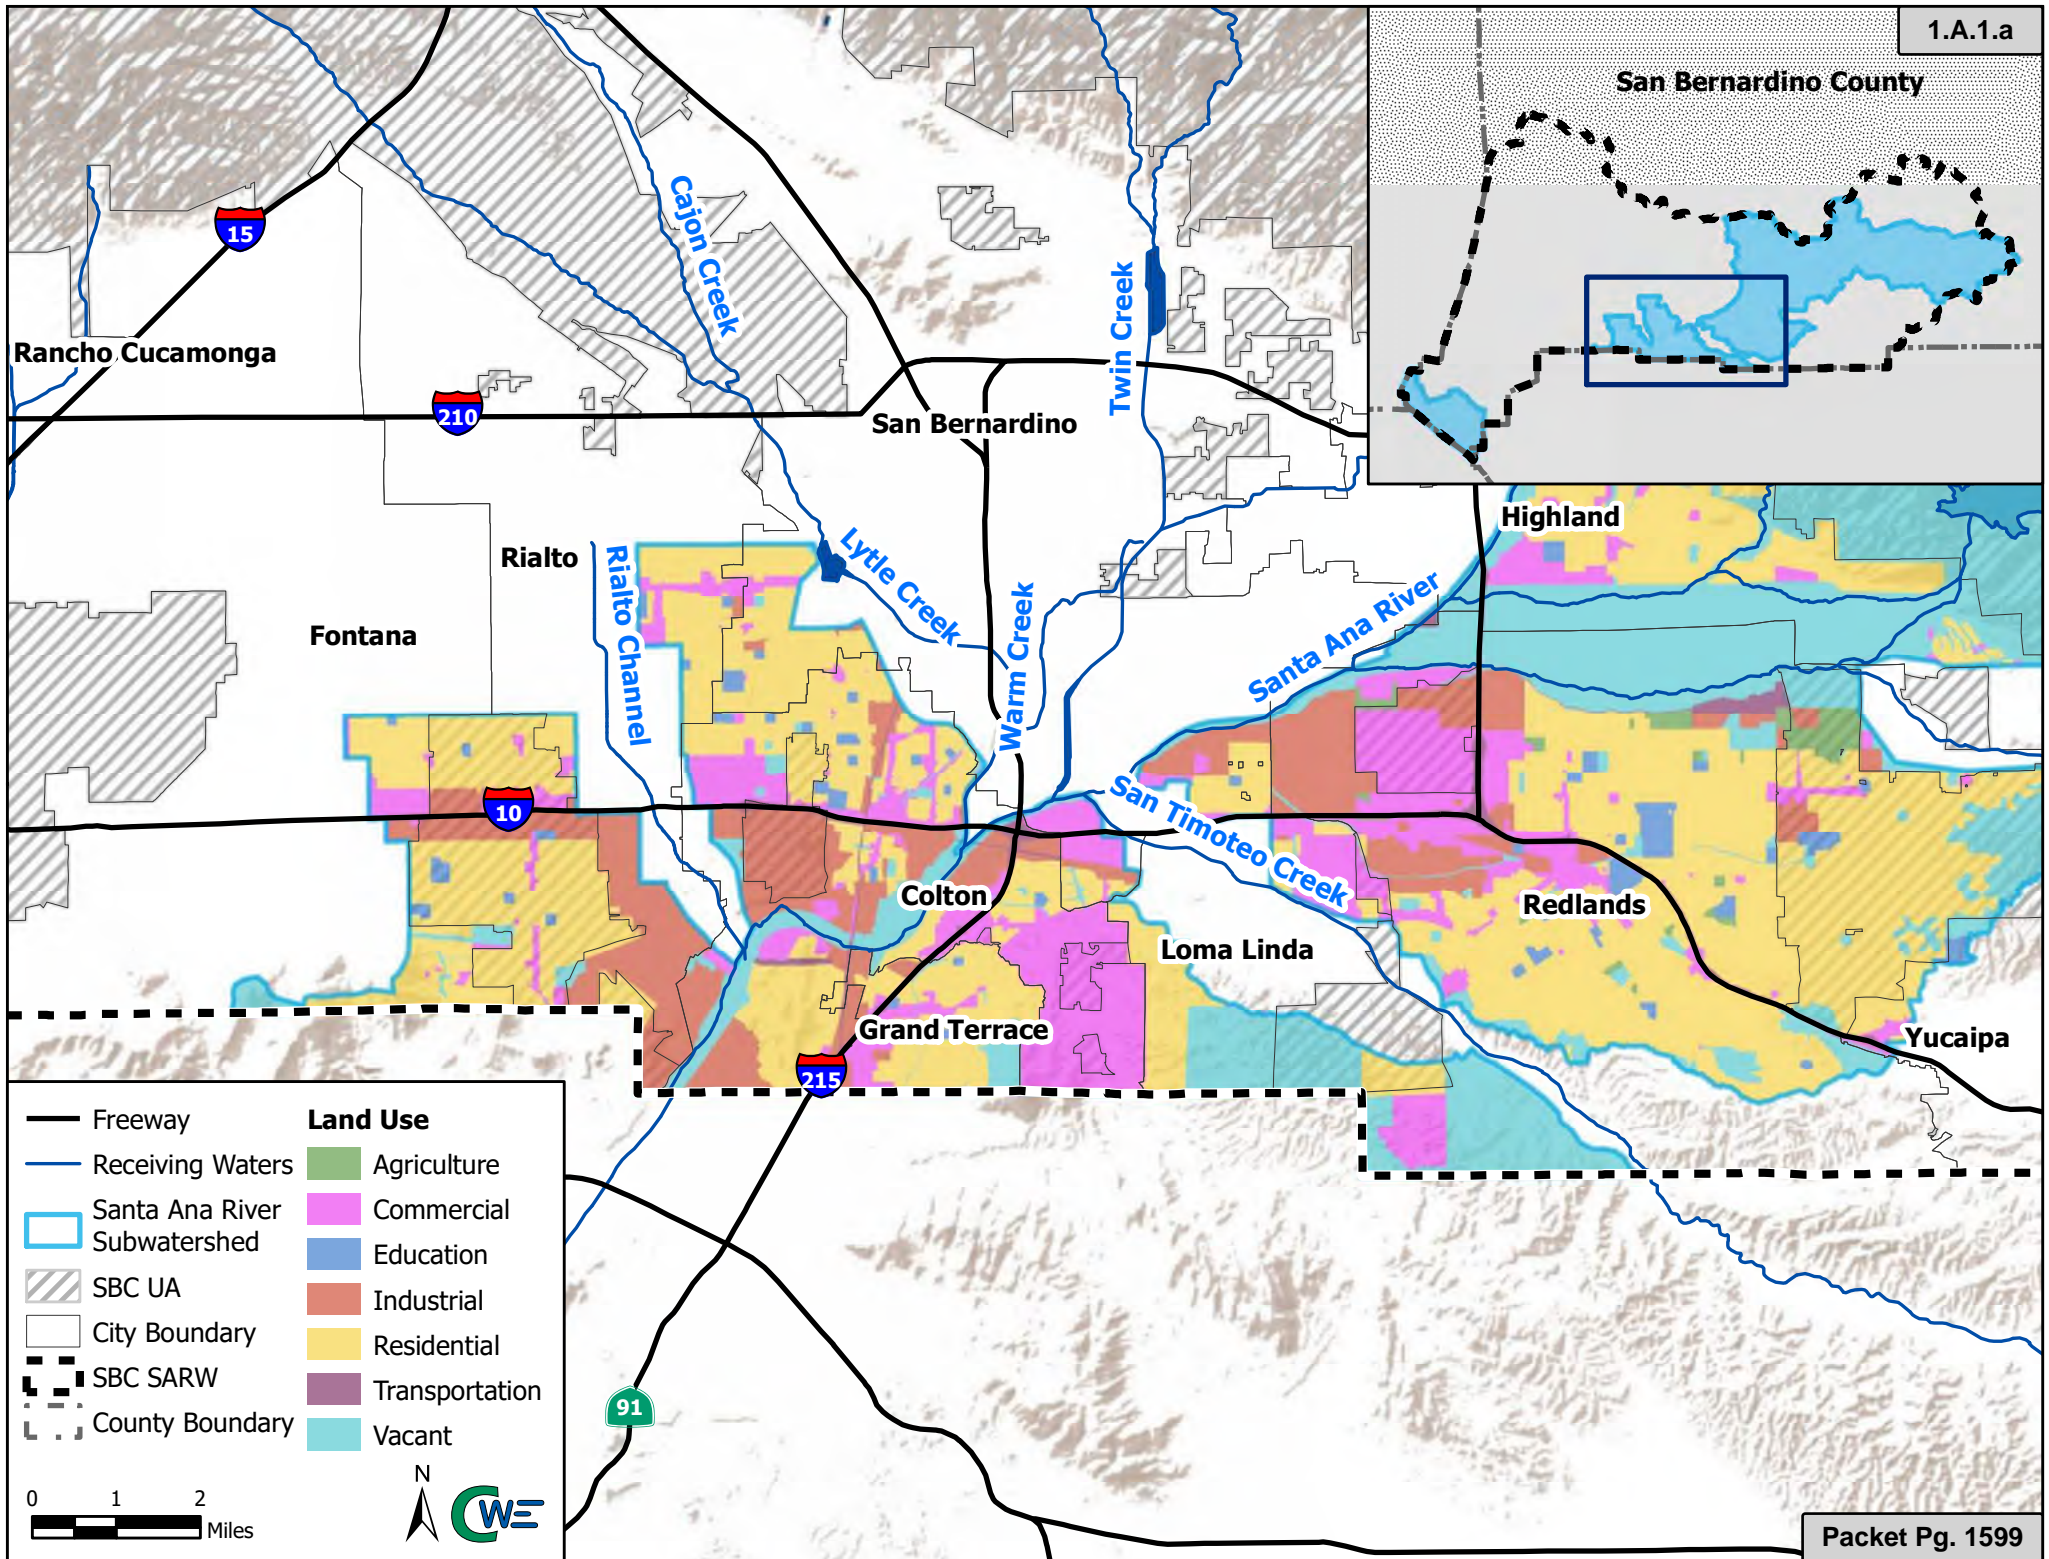 1.A.1.a
San Bernardino County
Cajon Creek
15
Twin Creek
Rancho Cucamonga
210
San Bernardino
Highland
Rialto
Rialto Channel
Lytle Creek
Warm Creek
Santa Ana River
Fontana
10
San Timoteo Creek
Colton
Redlands
Loma Linda
Grand Terrace
Yucaipa
215
91
Freeway
Receiving Waters
Santa Ana River
Subwatershed
SBC UA
City Boundary
SBC SARW
County Boundary
Land Use
Agriculture
Commercial
Education
Industrial
Residential
Transportation
Vacant
0 1 2
Miles
N
CWE
Packet Pg. 1599